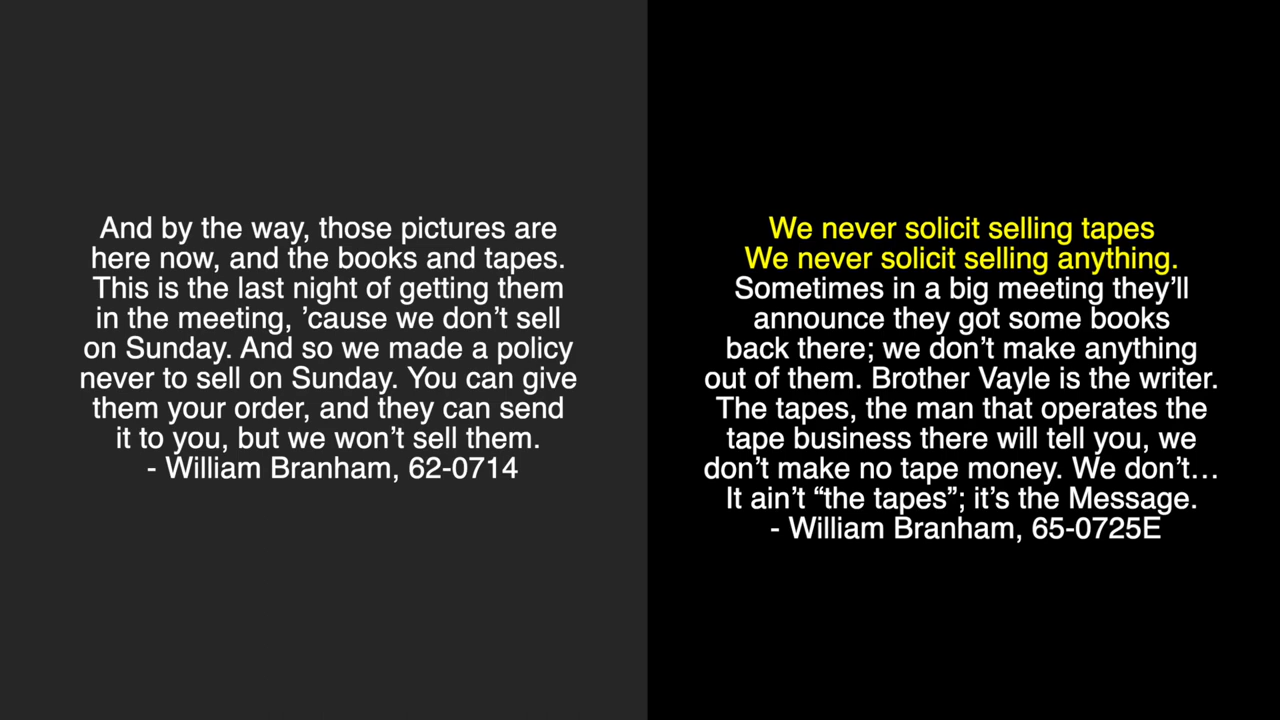 And by the way, those pictures are
here now, and the books and tapes.
This is the last night of getting them
in the meeting, ’cause we don’t sell
on Sunday. And so we made a policy
never to sell on Sunday. You can give
them your order, and they can send
it to you, but we won’t sell them.
- William Branham, 62-0714
We never solicit selling tapes
We never solicit selling anything.
Sometimes in a big meeting they’ll
announce they got some books
back there; we don’t make anything
out of them. Brother Vayle is the writer.
The tapes, the man that operates the
tape business there will tell you, we
don’t make no tape money. We don’t…
It ain’t “the tapes”; it’s the Message.
- William Branham, 65-0725E